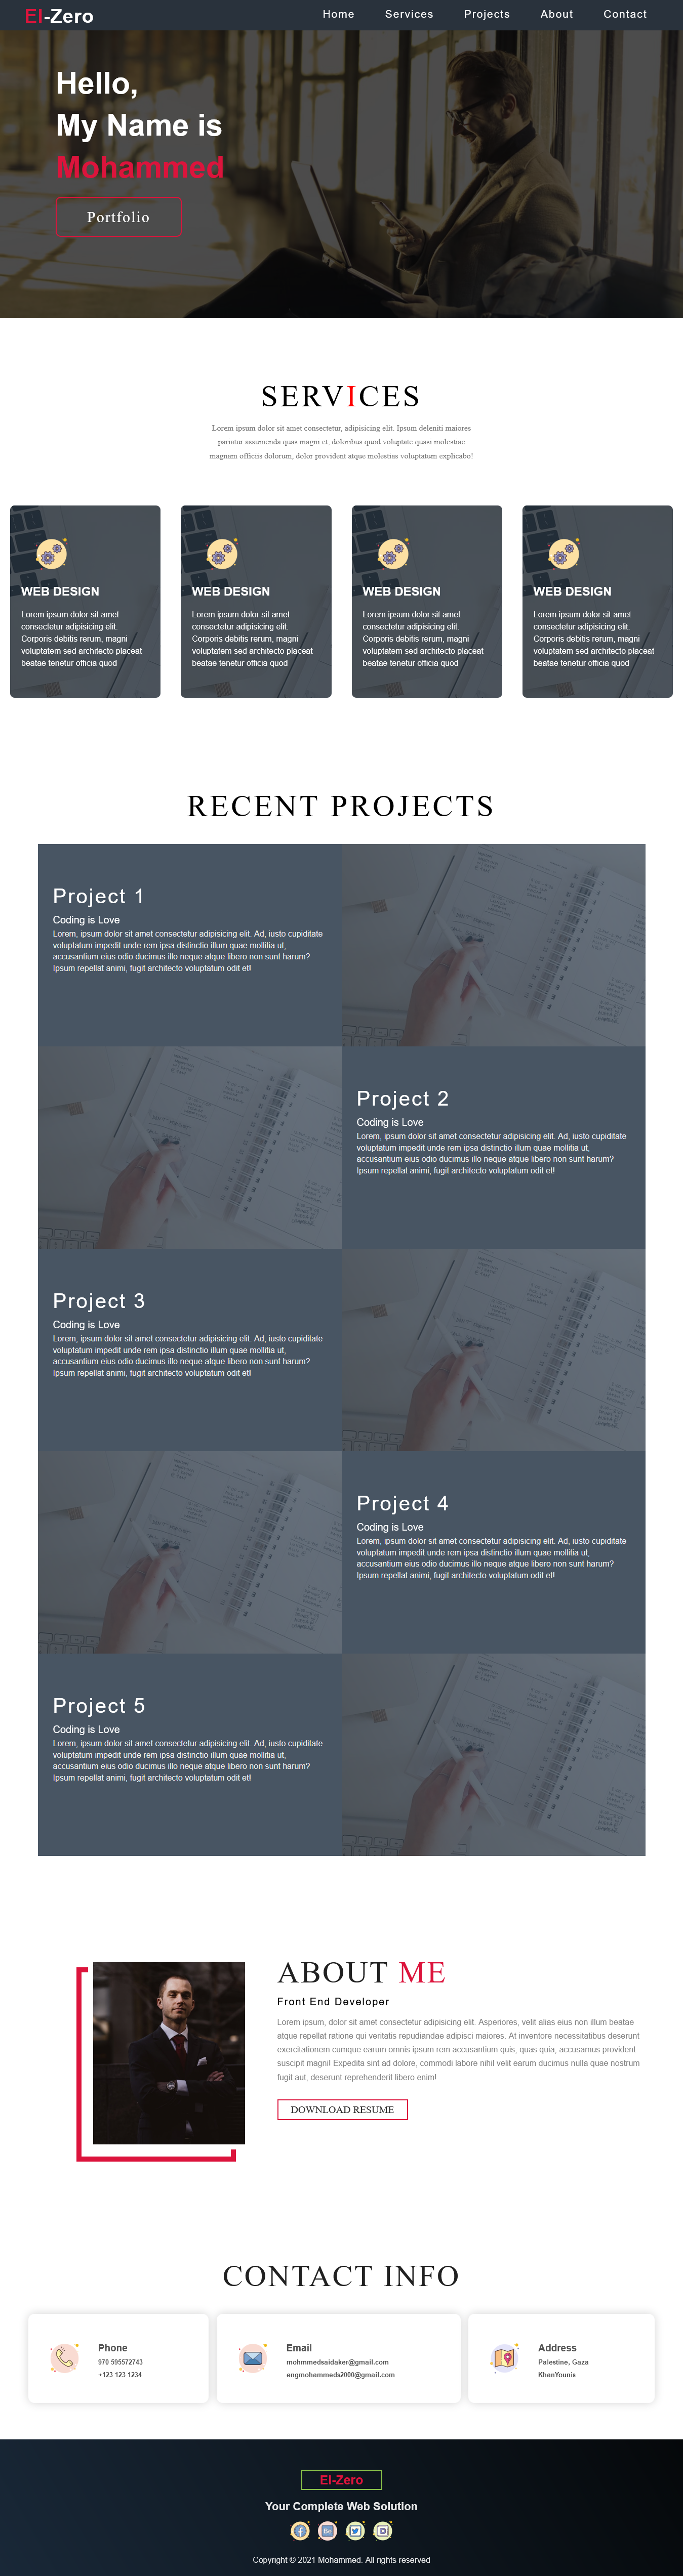 El-Zero
Home Services Projects About Contact
Hello,
My Name is
Mohammed
Portfolio
SERVICES
Lorem ipsum dolor sit amet consectetur, adipisicing elit. Ipsum deleniti maiores
pariatur assumenda quas magni et, doloribus quod voluptate quasi molestiae
magnam officiis dolorum, dolor provident atque molestias voluptatum explicabo!
WEB DESIGN
Lorem ipsum dolor sit amet
consectetur adipisicing elit.
Corporis debitis rerum, magni
voluptatem sed architecto placeat
beatae tenetur officia quod
WEB DESIGN
Lorem ipsum dolor sit amet
consectetur adipisicing elit.
Corporis debitis rerum, magni
voluptatem sed architecto placeat
beatae tenetur officia quod
WEB DESIGN
Lorem ipsum dolor sit amet
consectetur adipisicing elit.
Corporis debitis rerum, magni
voluptatem sed architecto placeat
beatae tenetur officia quod
WEB DESIGN
Lorem ipsum dolor sit amet
consectetur adipisicing elit.
Corporis debitis rerum, magni
voluptatem sed architecto placeat
beatae tenetur officia quod
RECENT PROJECTS
Project 1
Coding is Love
Lorem, ipsum dolor sit amet consectetur adipisicing elit. Ad, iusto cupiditate
voluptatum impedit unde rem ipsa distinctio illum quae mollitia ut,
accusantium eius odio ducimus illo neque atque libero non sunt harum?
Ipsum repellat animi, fugit architecto voluptatum odit et!
Project 2
Coding is Love
Lorem, ipsum dolor sit amet consectetur adipisicing elit. Ad, iusto cupiditate
voluptatum impedit unde rem ipsa distinctio illum quae mollitia ut,
accusantium eius odio ducimus illo neque atque libero non sunt harum?
Ipsum repellat animi, fugit architecto voluptatum odit et!
Project 3
Coding is Love
Lorem, ipsum dolor sit amet consectetur adipisicing elit. Ad, iusto cupiditate
voluptatum impedit unde rem ipsa distinctio illum quae mollitia ut,
accusantium eius odio ducimus illo neque atque libero non sunt harum?
Ipsum repellat animi, fugit architecto voluptatum odit et!
Project 4
Coding is Love
Lorem, ipsum dolor sit amet consectetur adipisicing elit. Ad, iusto cupiditate
voluptatum impedit unde rem ipsa distinctio illum quae mollitia ut,
accusantium eius odio ducimus illo neque atque libero non sunt harum?
Ipsum repellat animi, fugit architecto voluptatum odit et!
Project 5
Coding is Love
Lorem, ipsum dolor sit amet consectetur adipisicing elit. Ad, iusto cupiditate
voluptatum impedit unde rem ipsa distinctio illum quae mollitia ut,
accusantium eius odio ducimus illo neque atque libero non sunt harum?
Ipsum repellat animi, fugit architecto voluptatum odit et!
ABOUT ME
Front End Developer
Lorem ipsum, dolor sit amet consectetur adipisicing elit. Asperiores, velit alias eius non illum beatae
atque repellat ratione qui veritatis repudiandae adipisci maiores. At inventore necessitatibus deserunt
exercitationem cumque earum omnis ipsum rem accusantium quis, quas quia, accusamus provident
suscipit magni! Expedita sint ad dolore, commodi labore nihil velit earum ducimus nulla quae nostrum
fugit aut, deserunt reprehenderit libero enim!
DOWNLOAD RESUME
CONTACT INFO
Phone
970 595572743
+123 123 1234
Email
mohmmedsaidaker@gmail.com
engmohammeds2000@gmail.com
Address
Palestine, Gaza
KhanYounis
El-Zero
Your Complete Web Solution
Copyright © 2021 Mohammed. All rights reserved